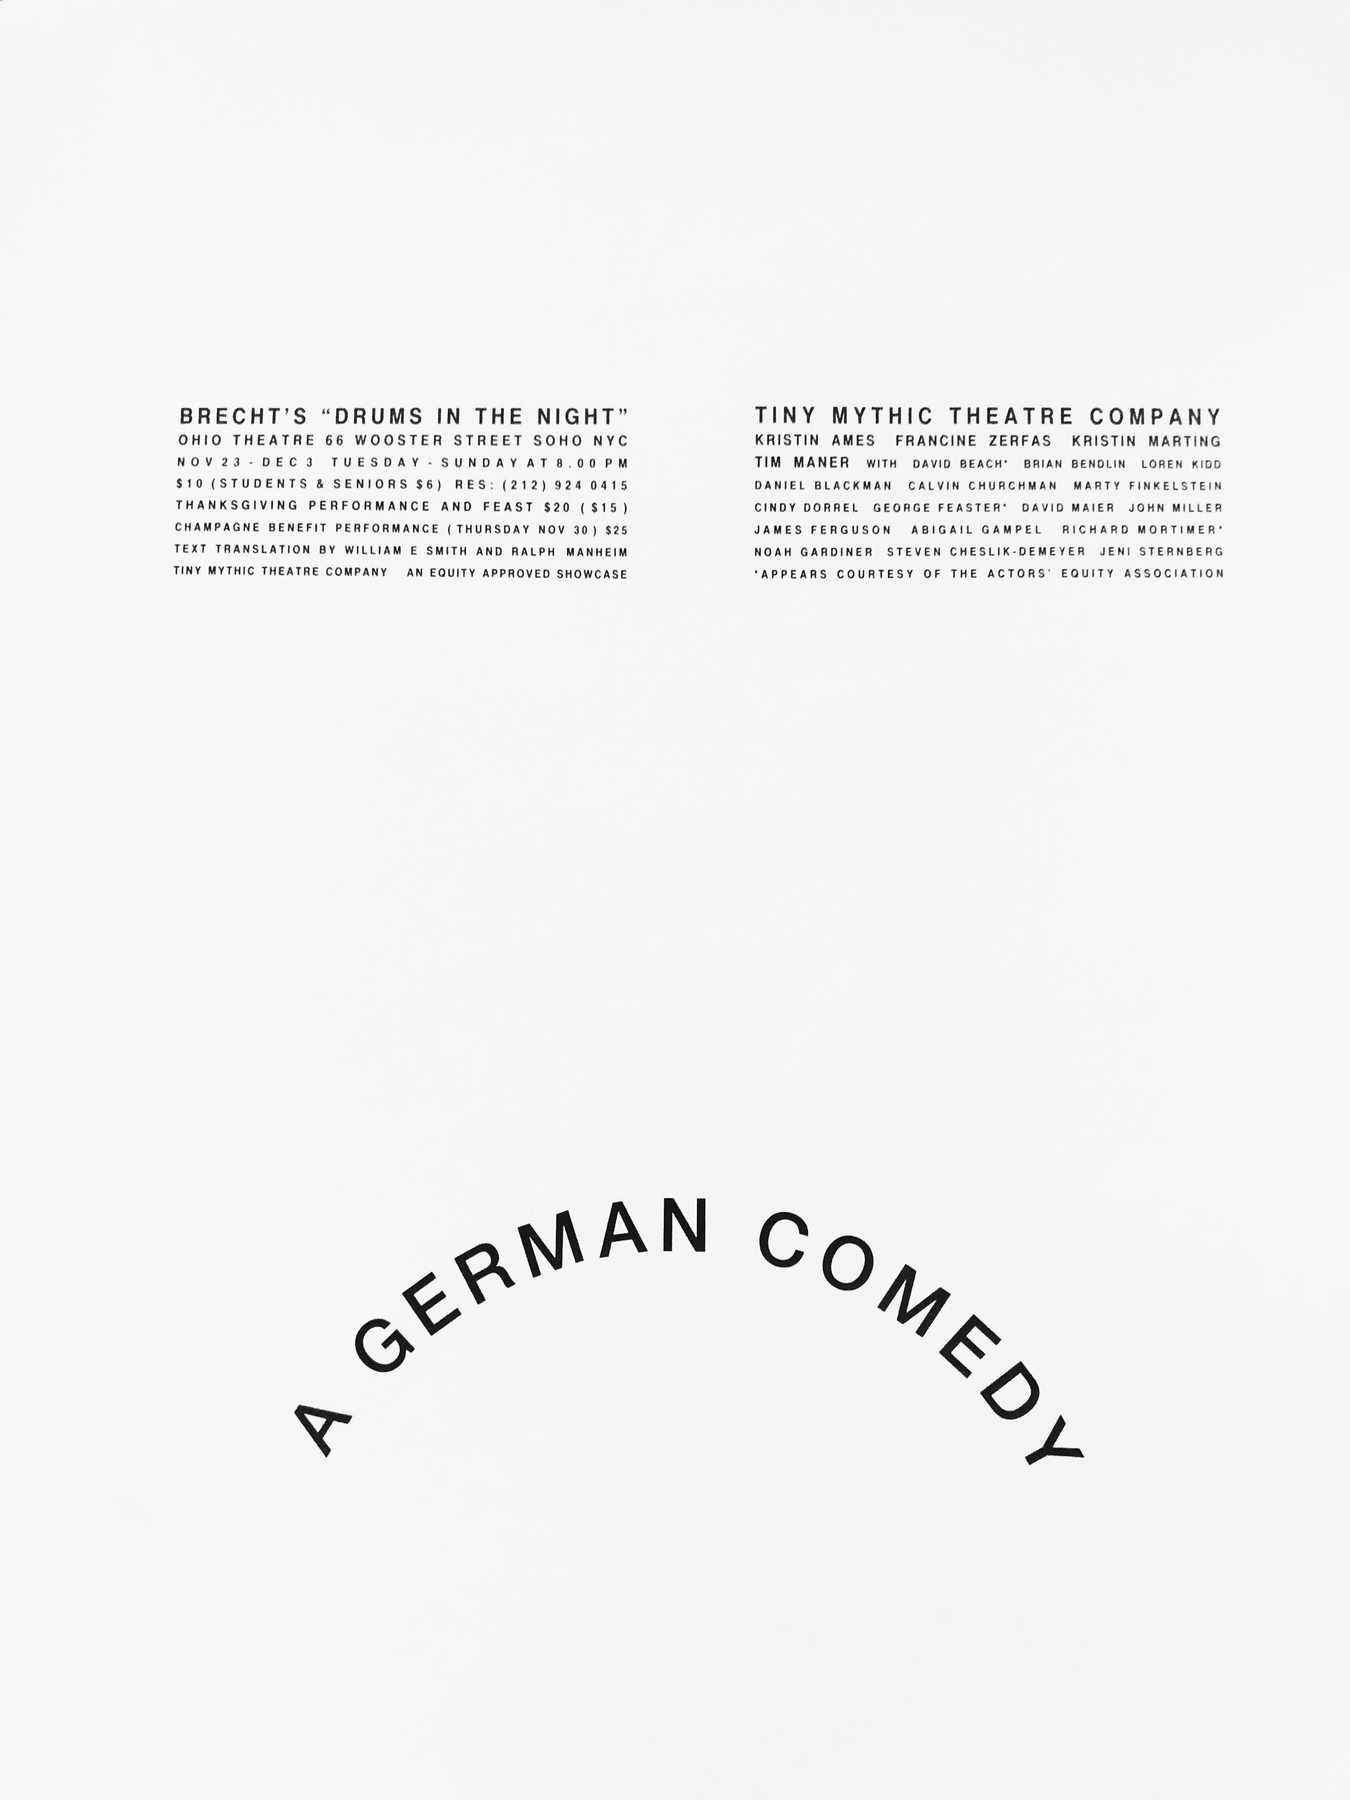 BRECHT'S “DRUMS IN THE NIGHT”
OHIO THEATRE 66 WOOSTER STREET SOHO NYC
NOV 23 - DEC 3 TUESDAY - SUNDAY AT 8.00 PM
$10 (STUDENTS & SENIORS $6) RES: (212) 924 0415
THANKSGIVING PERFORMANCE AND FEAST $20 ($15)
CHAMPAGNE BENEFIT PERFORMANCE (THURSDAY NOV 30) $25
TEXT TRANSLATION BY WILLIAM E SMITH AND RALPH MANHEIM
TINY MYTHIC THEATRE COMPANY AN EQUITY APPROVED SHOWCASE
TINY MYTHIC THEATRE COMPANY
KRISTIN AMES FRANCINE ZERFAS KRISTIN MARTING
TIM MANER WITH DAVID BEACH* BRIAN BENDLIN LOREN KIDD
DANIEL BLACKMAN CALVIN CHURCHMAN MARTY FINKELSTEIN
CINDY DORREL GEORGE FEASTER* DAVID MAIER JOHN MILLER
JAMES FERGUSON ABIGAIL GAMPEL RICHARD MORTIMER*
NOAH GARDINER STEVEN CHESLIK-DEMEYER JENI STERNBERG
*APPEARS COURTESY OF THE ACTORS' EQUITY ASSOCIATION
A GERMAN COMEDY